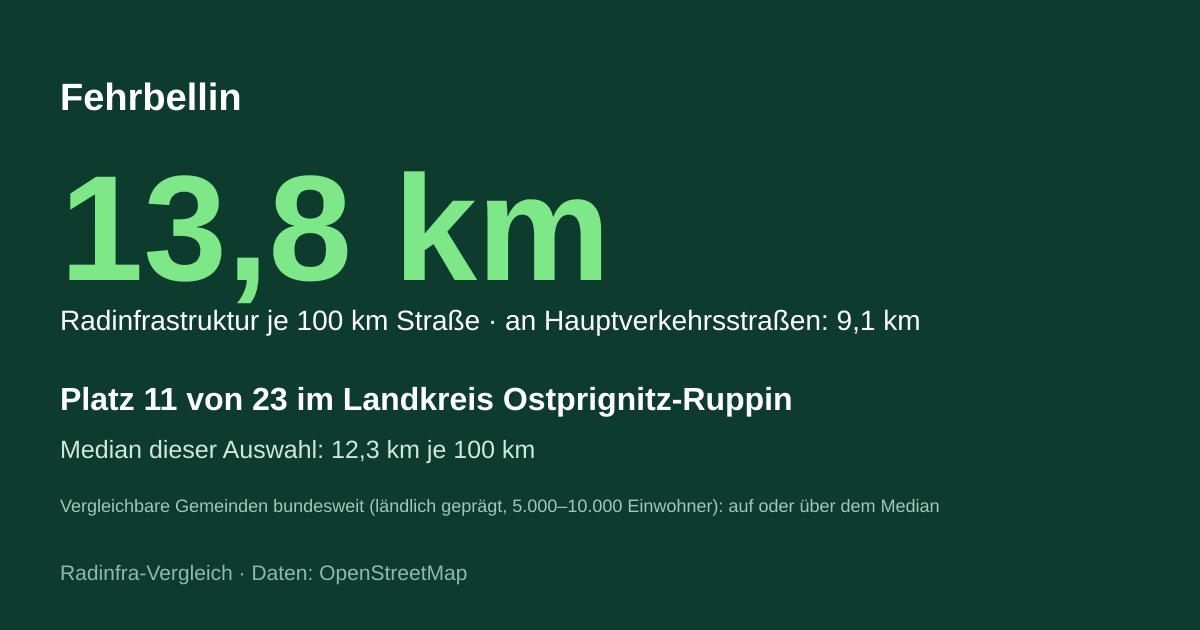 Fehrbellin
13,8 km
Radinfrastruktur je 100 km Straße · an Hauptverkehrsstraßen: 9,1 km
Platz 11 von 23 im Landkreis Ostprignitz-Ruppin
Median dieser Auswahl: 12,3 km je 100 km
Vergleichbare Gemeinden bundesweit (ländlich geprägt, 5.000–10.000 Einwohner): auf oder über dem Median
Radinfra-Vergleich · Daten: OpenStreetMap